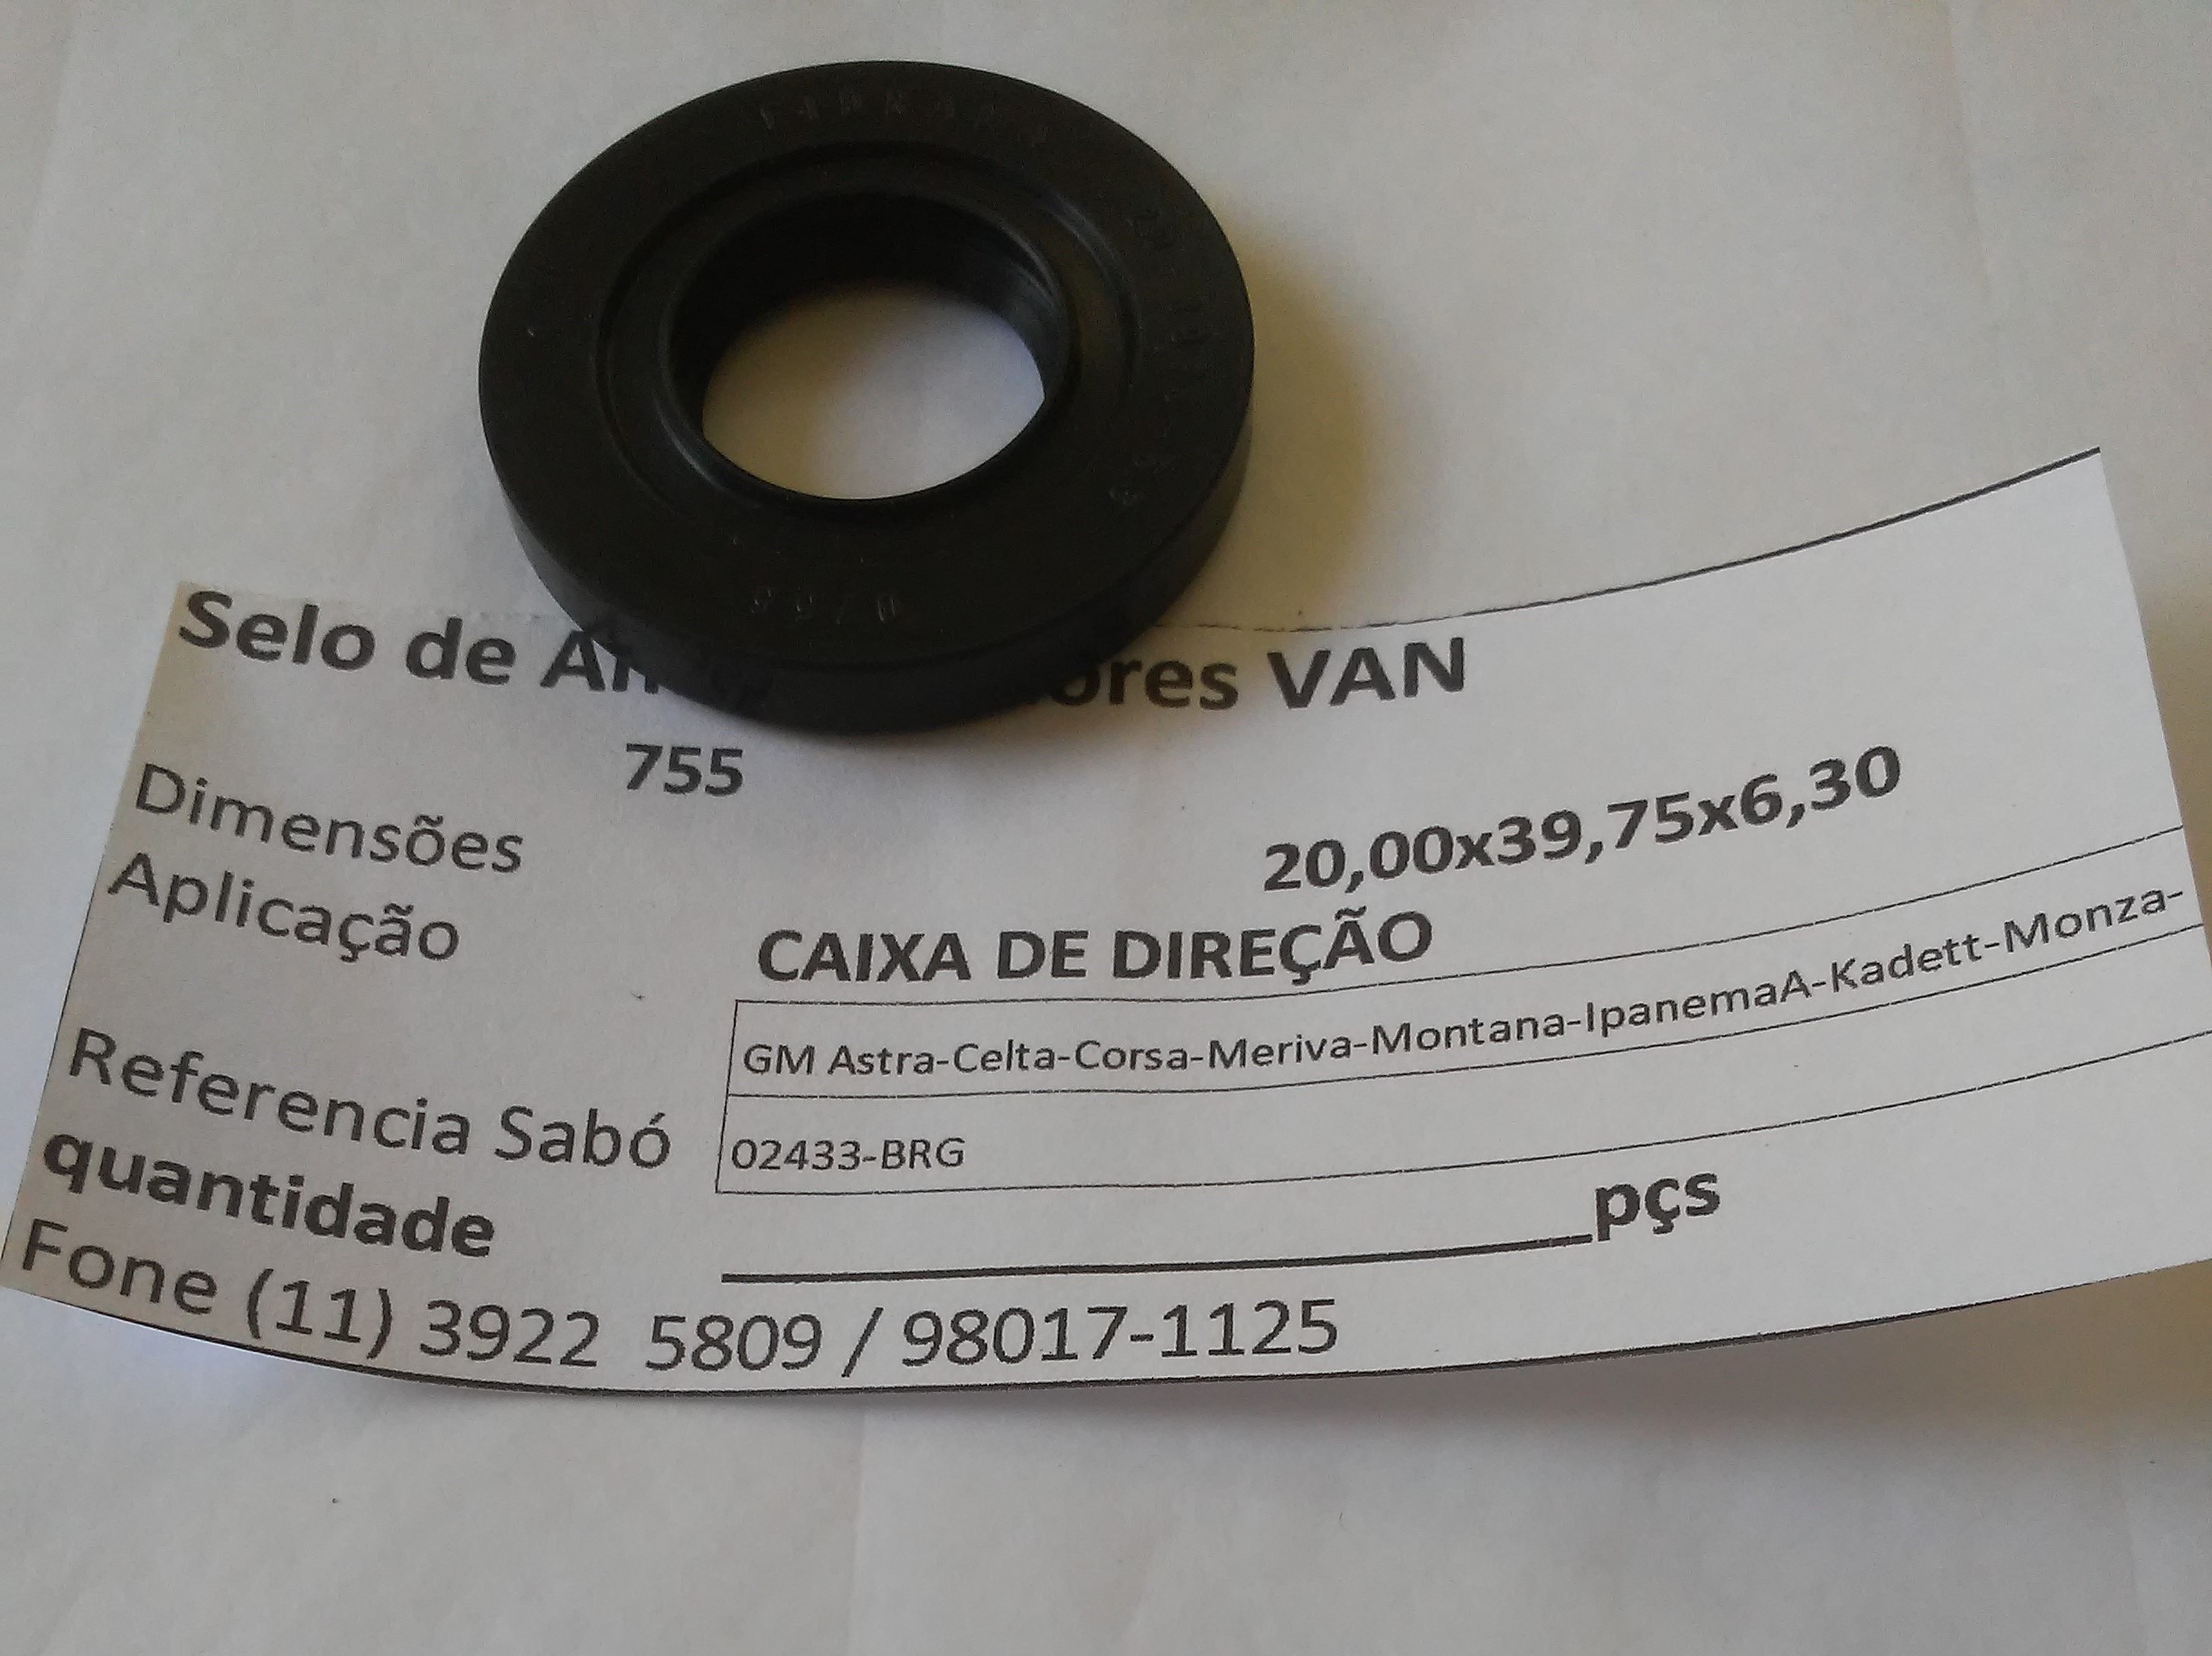 Selo de ores VAN
755
Dimensões 20,00x39,75x6,30
Aplicação CAIXA DE DIREÇÃO
GM Astra-Celta-Corsa-Meriva-Montana-IpanemaA-Kadett-Monza-
Referencia Sabó 02433-BRG
quantidade pçs
Fone (11) 3922 5809 / 98017-1125